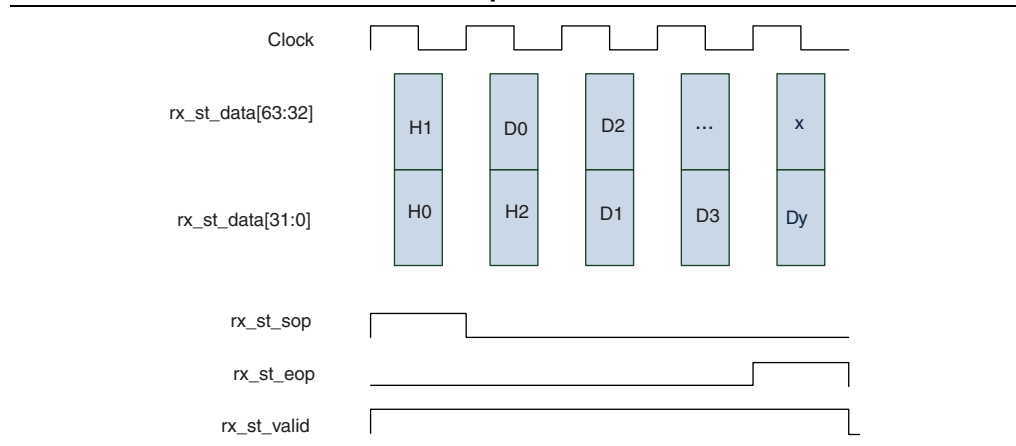 Clock
rx_st_data[63:32]
H1 D0 D2 ... x
rx_st_data[31:0]
H0 H2 D1 D3 Dy
rx_st_sop
rx_st_eop
rx_st_valid